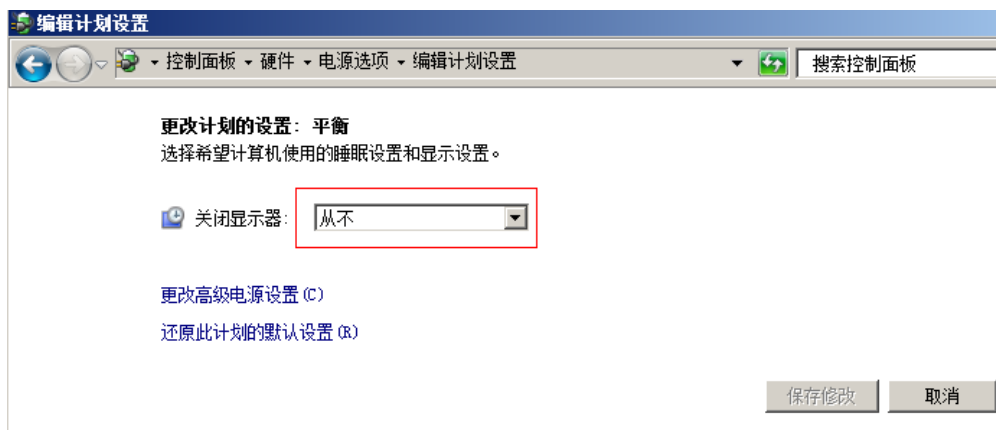 编辑计划设置
控制面板 硬件 电源选项 编辑计划设置
搜索控制面板
更改计划的设置: 平衡
选择希望计算机使用的睡眠设置和显示设置。
关闭显示器: 从不
更改高级电源设置(C)
还原此计划的默认设置(R)
保存修改 取消